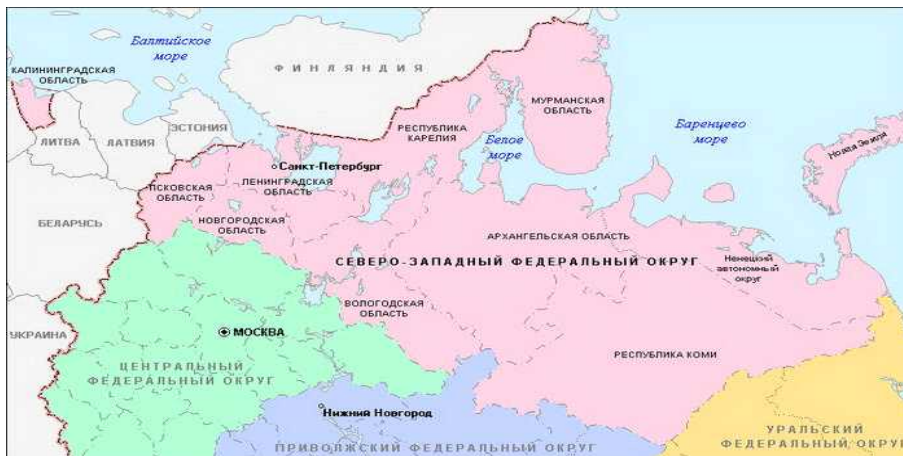 Балтийское
море
КАЛИНИНГРАДСКАЯ
ОБЛАСТЬ
ФИНЛЯНДИЯ
МУРМАНСКАЯ
ОБЛАСТЬ
РЕСПУБЛИКА
КАРЕЛИЯ
Белое
море
Баренцево
море
Новая Земля
ЛИТВА
ЛАТВИЯ
ЭСТОНИЯ
Санкт-Петербург
ПСКОВСКАЯ
ОБЛАСТЬ
ЛЕНИНГРАДСКАЯ
ОБЛАСТЬ
БЕЛАРУСЬ
НОВГОРОДСКАЯ
ОБЛАСТЬ
АРХАНГЕЛЬСКАЯ ОБЛАСТЬ
СЕВЕРО-ЗАПАДНЫЙ ФЕДЕРАЛЬНЫЙ ОКРУГ
Ненецкий
автономный
округ
ВОЛОГОДСКАЯ
ОБЛАСТЬ
УКРАИНА
МОСКВА
РЕСПУБЛИКА КОМИ
ЦЕНТРАЛЬНЫЙ
ФЕДЕРАЛЬНЫЙ ОКРУГ
Нижний Новгород
ПРИВОЛЖСКИЙ ФЕДЕРАЛЬНЫЙ ОКРУГ
УРАЛЬСКИЙ
ФЕДЕРАЛЬНЫЙ ОКРУГ